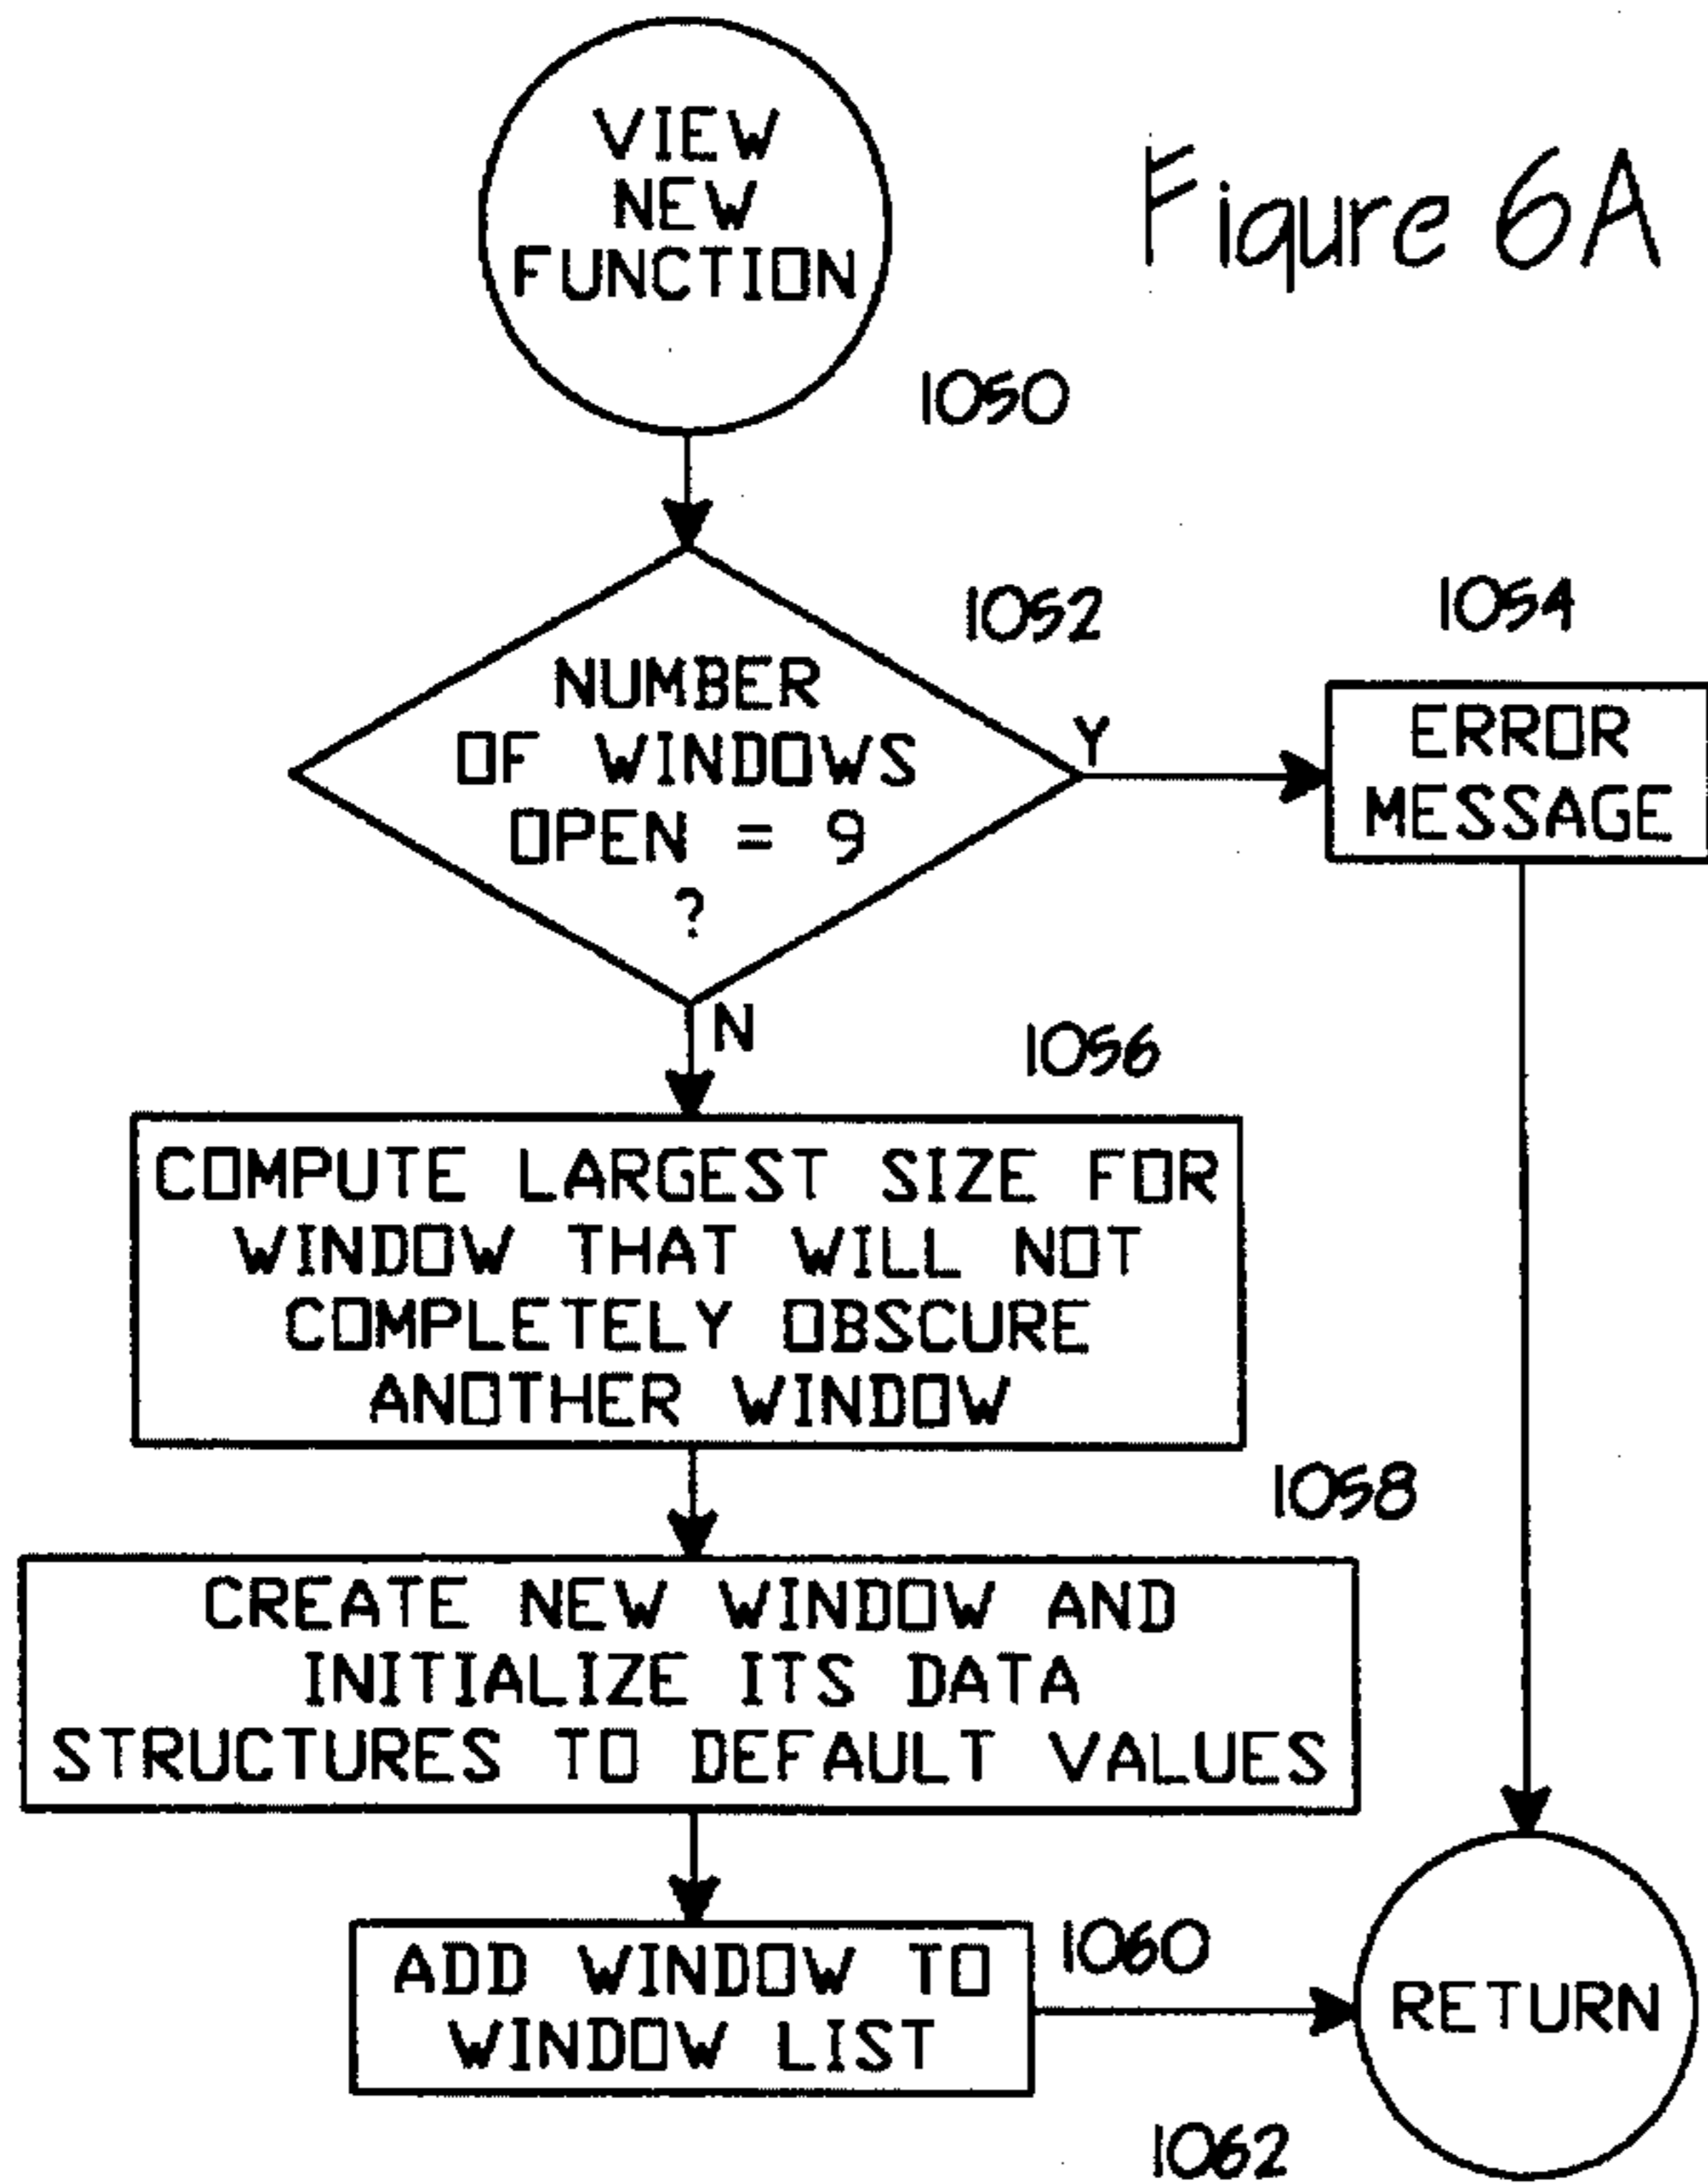 VIEW
NEW
FUNCTION
Figure 6A
1050
1052
NUMBER
OF WINDOWS
OPEN = 9
?
Y
1054
ERROR
MESSAGE
N
1056
COMPUTE LARGEST SIZE FOR
WINDOW THAT WILL NOT
COMPLETELY OBSCURE
ANOTHER WINDOW
1058
CREATE NEW WINDOW AND
INITIALIZE ITS DATA
STRUCTURES TO DEFAULT VALUES
1060
ADD WINDOW TO
WINDOW LIST
RETURN
1062